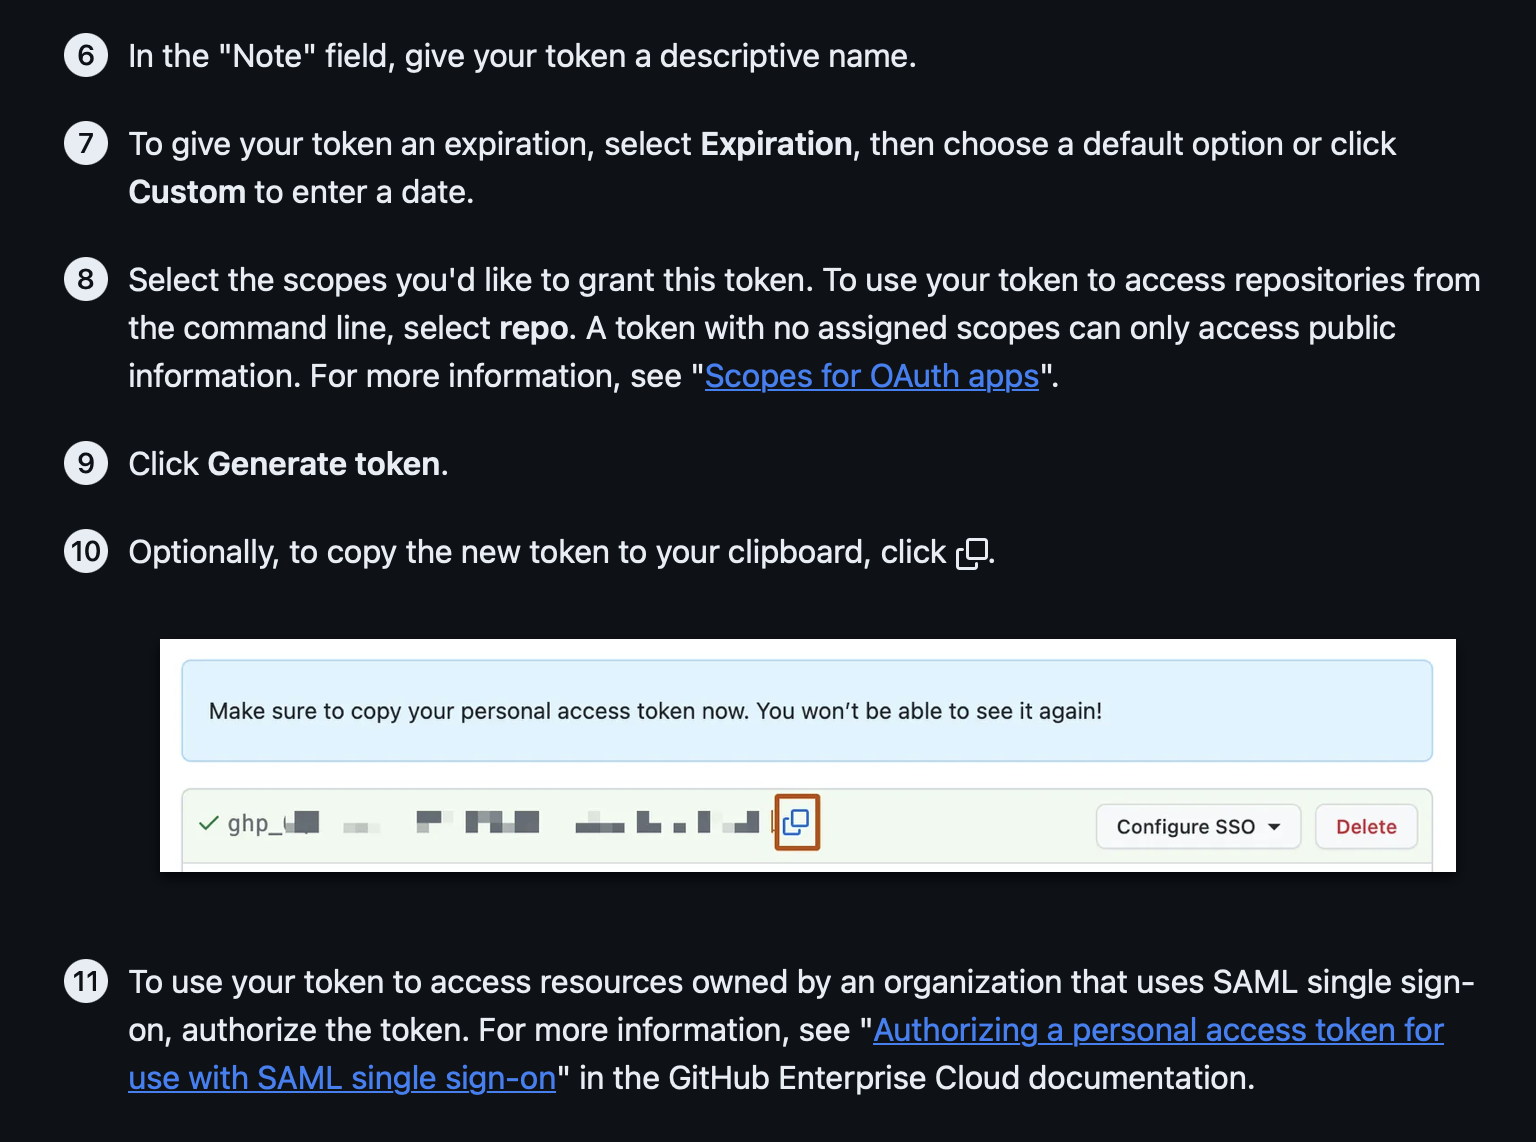 6 In the "Note" field, give your token a descriptive name.
7 To give your token an expiration, select Expiration, then choose a default option or click
Custom to enter a date.
8 Select the scopes you'd like to grant this token. To use your token to access repositories from
the command line, select repo. A token with no assigned scopes can only access public
information. For more information, see "Scopes for OAuth apps".
9 Click Generate token.
10 Optionally, to copy the new token to your clipboard, click .
Make sure to copy your personal access token now. You won’t be able to see it again!
ghp_
Configure SSO
Delete
11 To use your token to access resources owned by an organization that uses SAML single sign-
on, authorize the token. For more information, see "Authorizing a personal access token for
use with SAML single sign-on" in the GitHub Enterprise Cloud documentation.